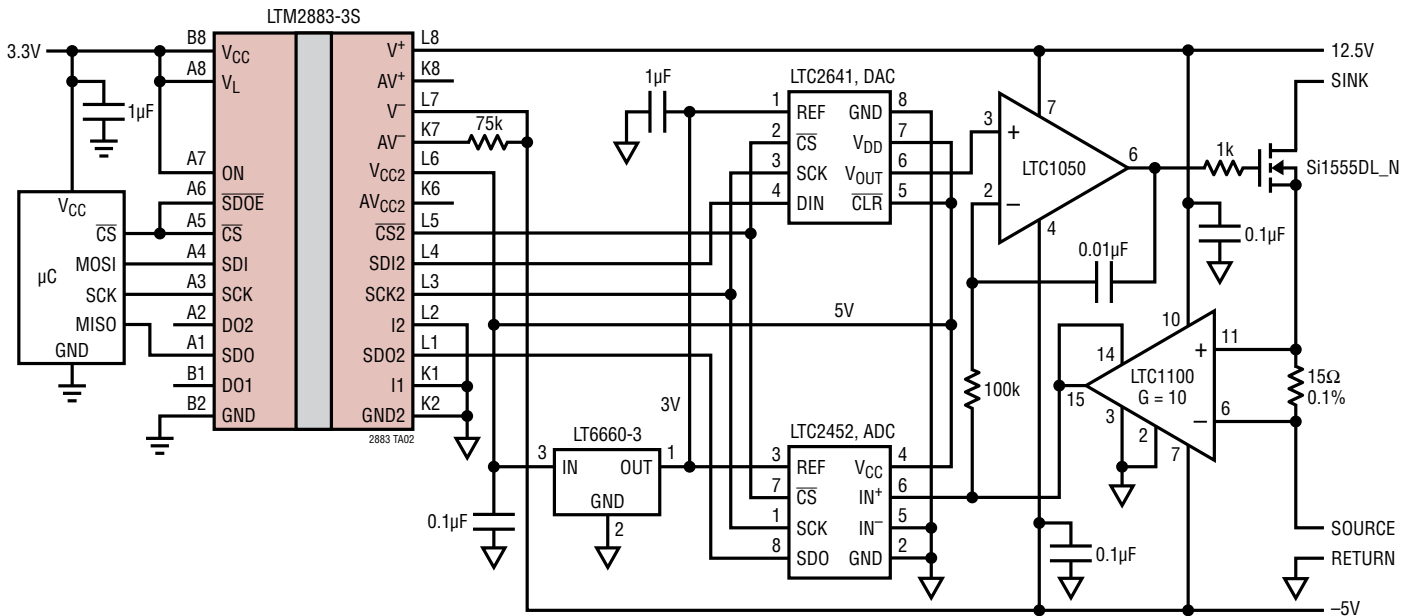 LTM2883-3S
3.3V
1µF
B8 VCC
A8 VL
A7 ON
A6 SDOE
A5 CS
A4 SDI
A3 SCK
A2 DO2
A1 SDO
B1 DO1
B2 GND
VCC
CS
MOSI
µC
SCK
MISO
GND
V+ L8
AV+ K8
V– L7
AV– K7
VCC2 L6
AVCC2 K6
CS2 L5
SDI2 L4
SCK2 L3
I2 L2
SDO2 L1
I1 K1
GND2 K2
2883 TA02
75k
1µF
LTC2641, DAC
1 REF GND 8
2 CS VDD 7
3 SCK VOUT 6
4 DIN CLR 5
5V
3V
LT6660-3
3 IN OUT 1
GND
2
0.1µF
LTC2452, ADC
3 REF VCC 4
7 CS IN+ 6
1 SCK IN– 5
8 SDO GND 2
3 +
2 –
7
LTC1050
6
4
0.01µF
100k
1k
Si1555DL_N
0.1µF
10
14
15
LTC1100
G = 10
+ 11
– 6
3
2
7
15Ω
0.1%
0.1µF
12.5V
SINK
SOURCE
RETURN
–5V